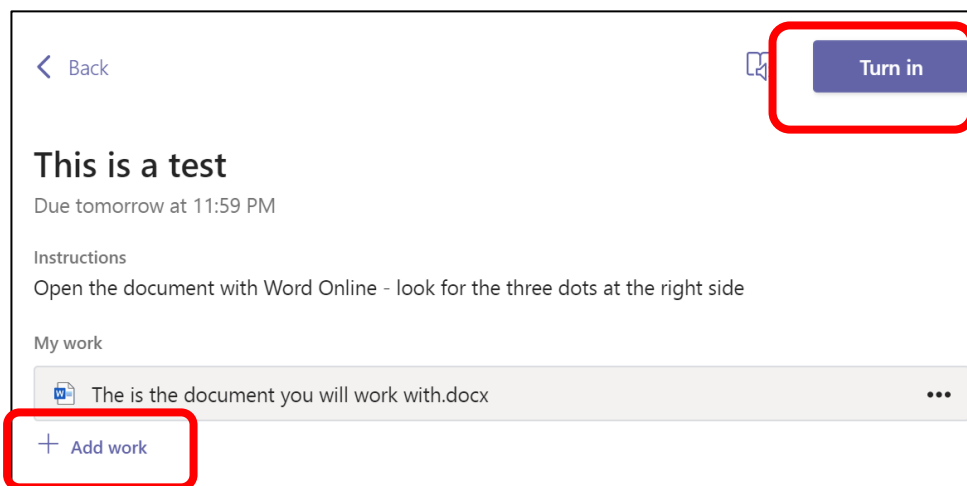 Back
Turn in
This is a test
Due tomorrow at 11:59 PM
Instructions
Open the document with Word Online - look for the three dots at the right side
My work
The is the document you will work with.docx
Add work